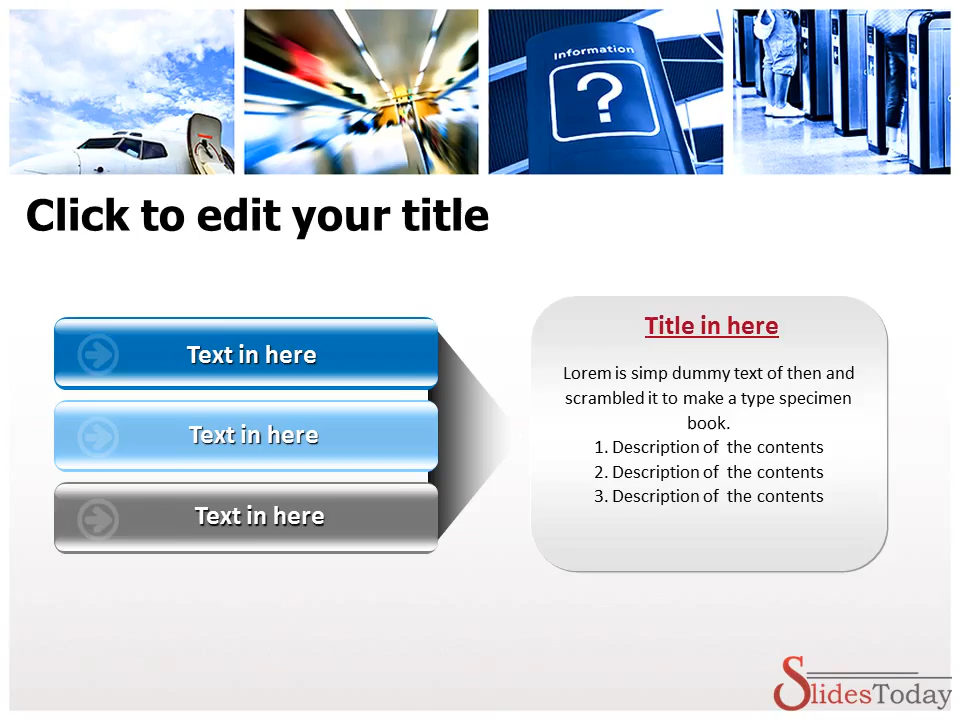 Information
?
Click to edit your title
Text in here
Text in here
Text in here
Title in here
Lorem is simp dummy text of then and
scrambled it to make a type specimen
book.
1. Description of the contents
2. Description of the contents
3. Description of the contents
SlidesToday